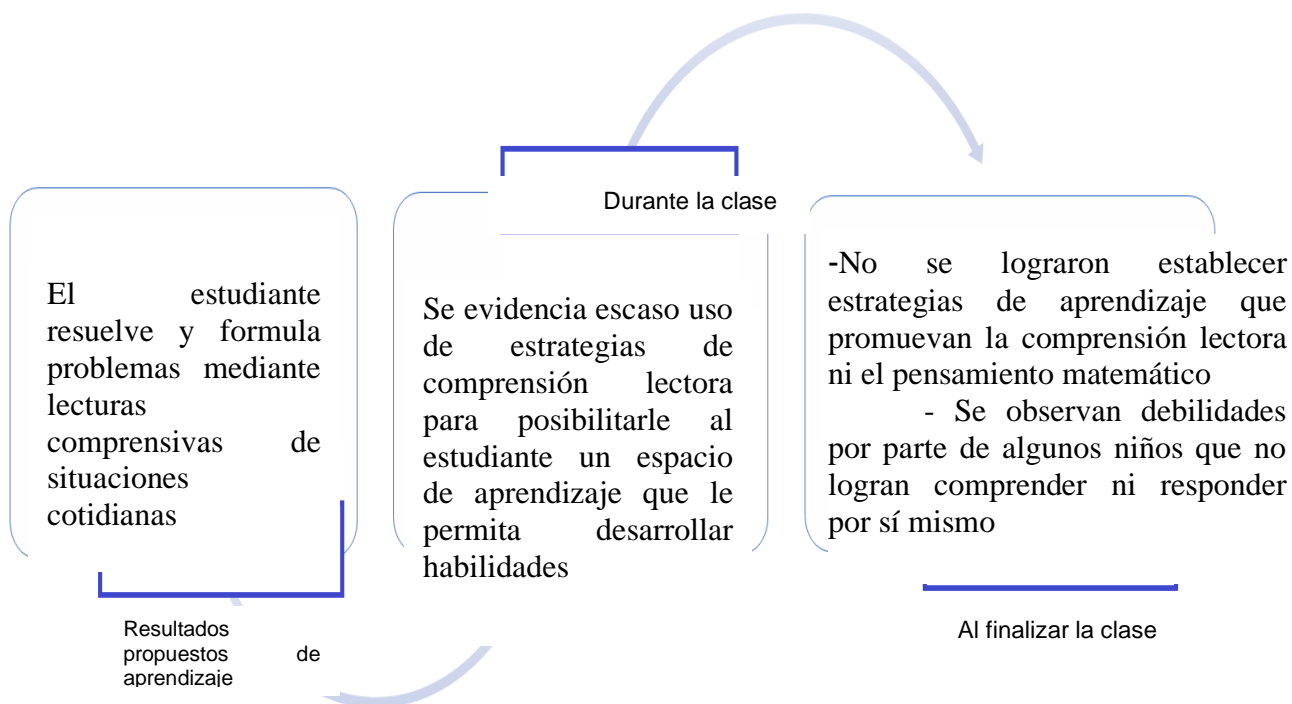 El estudiante
resuelve y formula
problemas mediante
lecturas
comprensivas de
situaciones
cotidianas
Resultados
propuestos de
aprendizaje
Durante la clase
Se evidencia escaso uso
de estrategias de
comprensión lectora
para posibilitarle al
estudiante un espacio
de aprendizaje que le
permita desarrollar
habilidades
-No se lograron establecer
estrategias de aprendizaje que
promuevan la comprensión lectora
ni el pensamiento matemático
- Se observan debilidades
por parte de algunos niños que no
logran comprender ni responder
por sí mismo
Al finalizar la clase